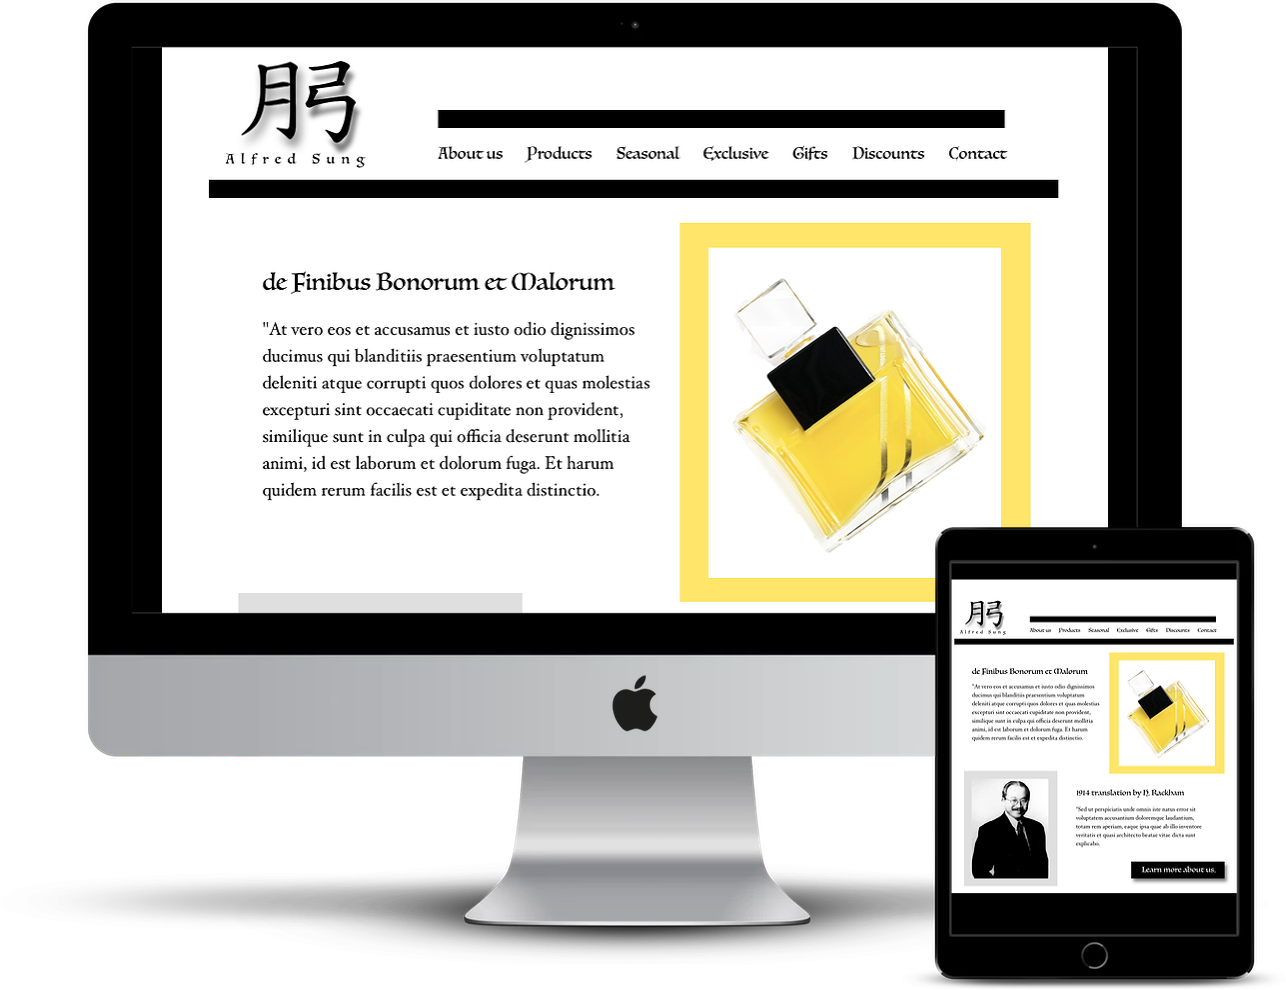 月弓
Alfred Sung
About us Products Seasonal Exclusive Gifts Discounts Contact
de Finibus Bonorum et Malorum
"At vero eos et accusamus et iusto odio dignissimos
ducimus qui blanditiis praesentium voluptatum
deleniti atque corrupti quos dolores et quas molestias
excepturi sint occaecati cupiditate non provident,
similique sunt in culpa qui officia deserunt mollitia
animi, id est laborum et dolorum fuga. Et harum
quidem rerum facilis est et expedita distinctio.
月弓
Alfred Sung
About us Products Seasonal Exclusive Gifts Discounts Contact
de Finibus Bonorum et Malorum
"At vero eos et accusamus et iusto odio dignissimos
ducimus qui blanditiis praesentium voluptatum
deleniti atque corrupti quos dolores et quas molestias
excepturi sint occaecati cupiditate non provident,
similique sunt in culpa qui officia deserunt mollitia
animi, id est laborum et dolorum fuga. Et harum
quidem rerum facilis est et expedita distinctio.
1914 translation by H. Rackham
"Sed ut perspiciatis unde omnis iste natus error sit
voluptatem accusantium doloremque laudantium,
totam rem aperiam, eaque ipsa quae ab illo inventore
veritatis et quasi architecto beatae vitae dicta sunt
explicabo.
Learn more about us.